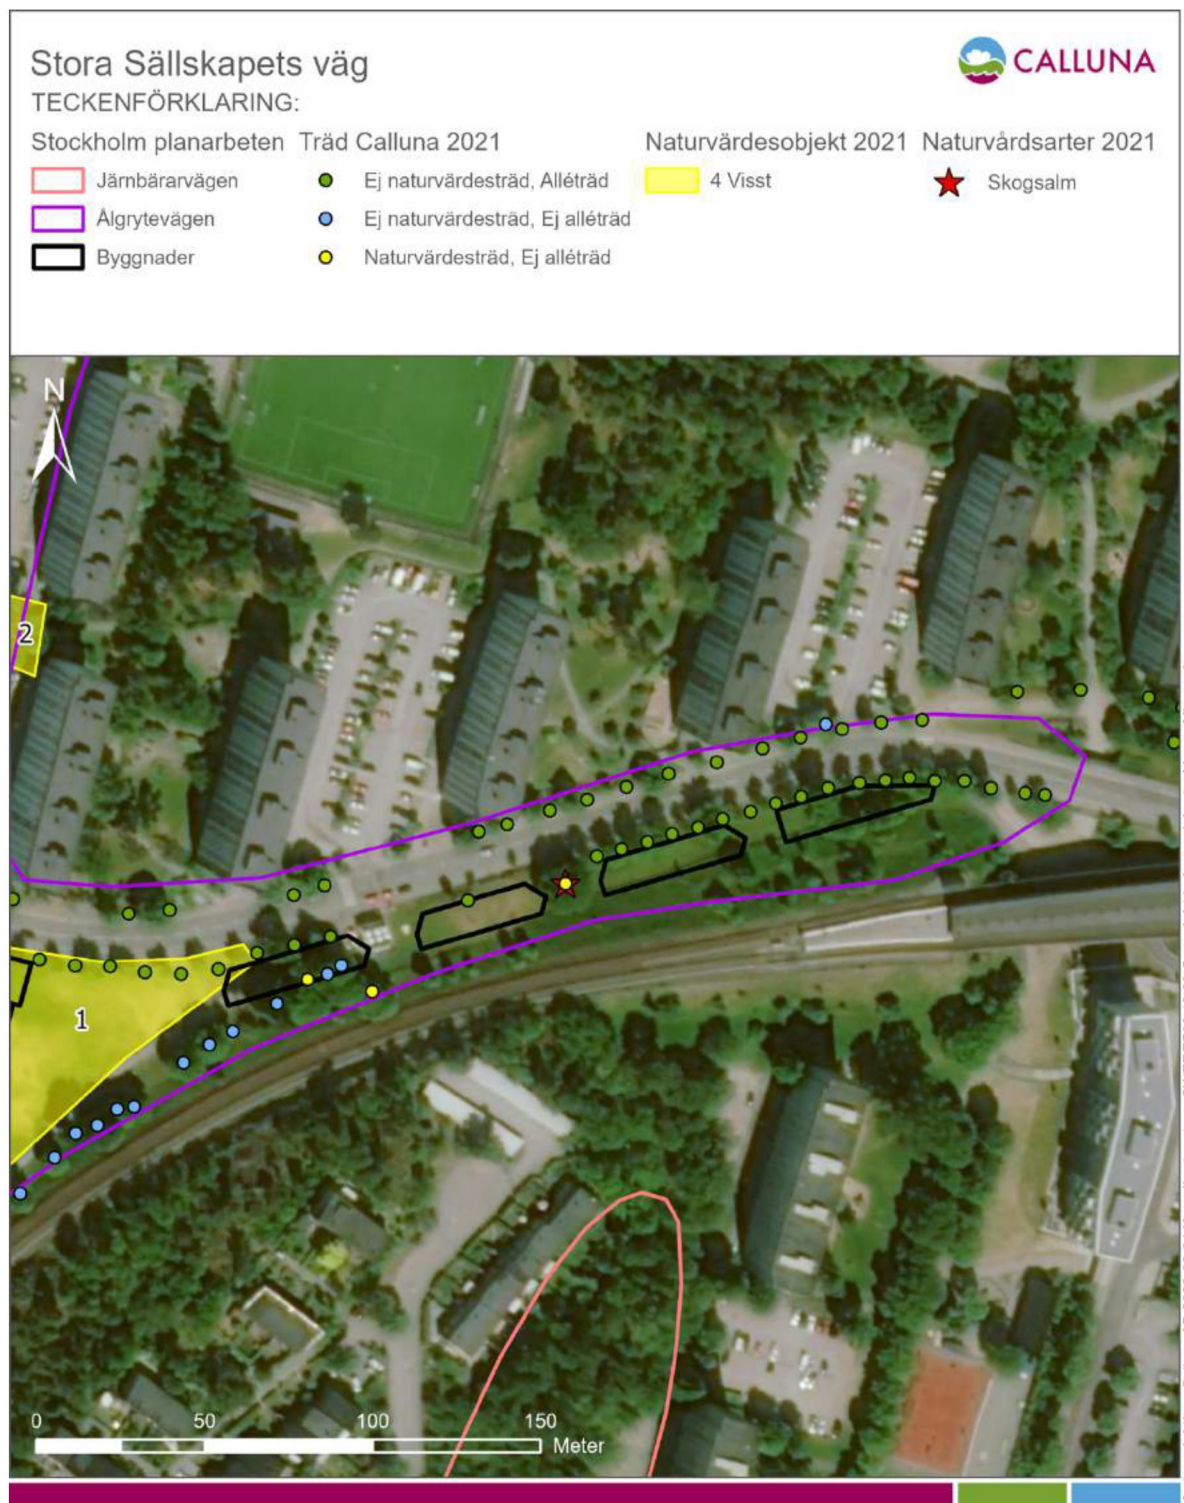 Stora Sällskapets väg
CALLUNA
TECKENFÖRKLARING:
Stockholm planarbeten Träd Calluna 2021 Naturvärdesobjekt 2021 Naturvårdsarter 2021
Järnbärarvägen Ej naturvärdesträd, Alléträd 4 Visst Skogsalm
Ålgrytevägen Ej naturvärdesträd, Ej alléträd
Byggnader Naturvärdesträd, Ej alléträd
N
2
1
0 50 100 150
Meter